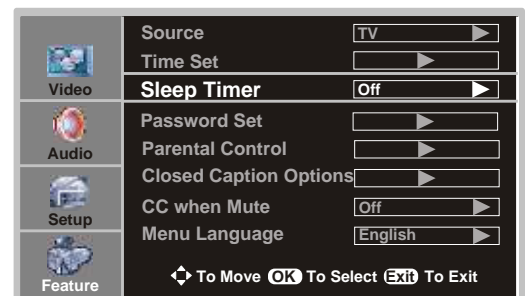 Video
Audio
Setup
Feature
Source TV
Time Set
Sleep Timer Off
Password Set
Parental Control
Closed Caption Options
CC when Mute Off
Menu Language English
To Move OK To Select Exit To Exit